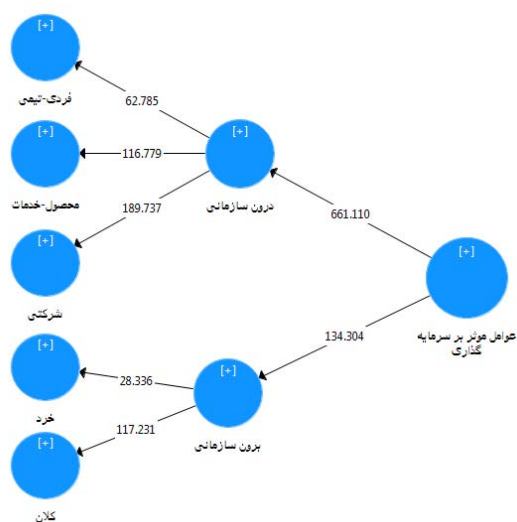 [+]
فردی-تیمی
62.785
[+]
[+]
116.779
محصول-خدمات
درون سازمانی
189.737
661.110
[+]
[+]
شرکتی
عوامل موثر بر سرمایه
گذاری
134.304
[+]
28.336
[+]
خرد
117.231
برون سازمانی
[+]
کلان